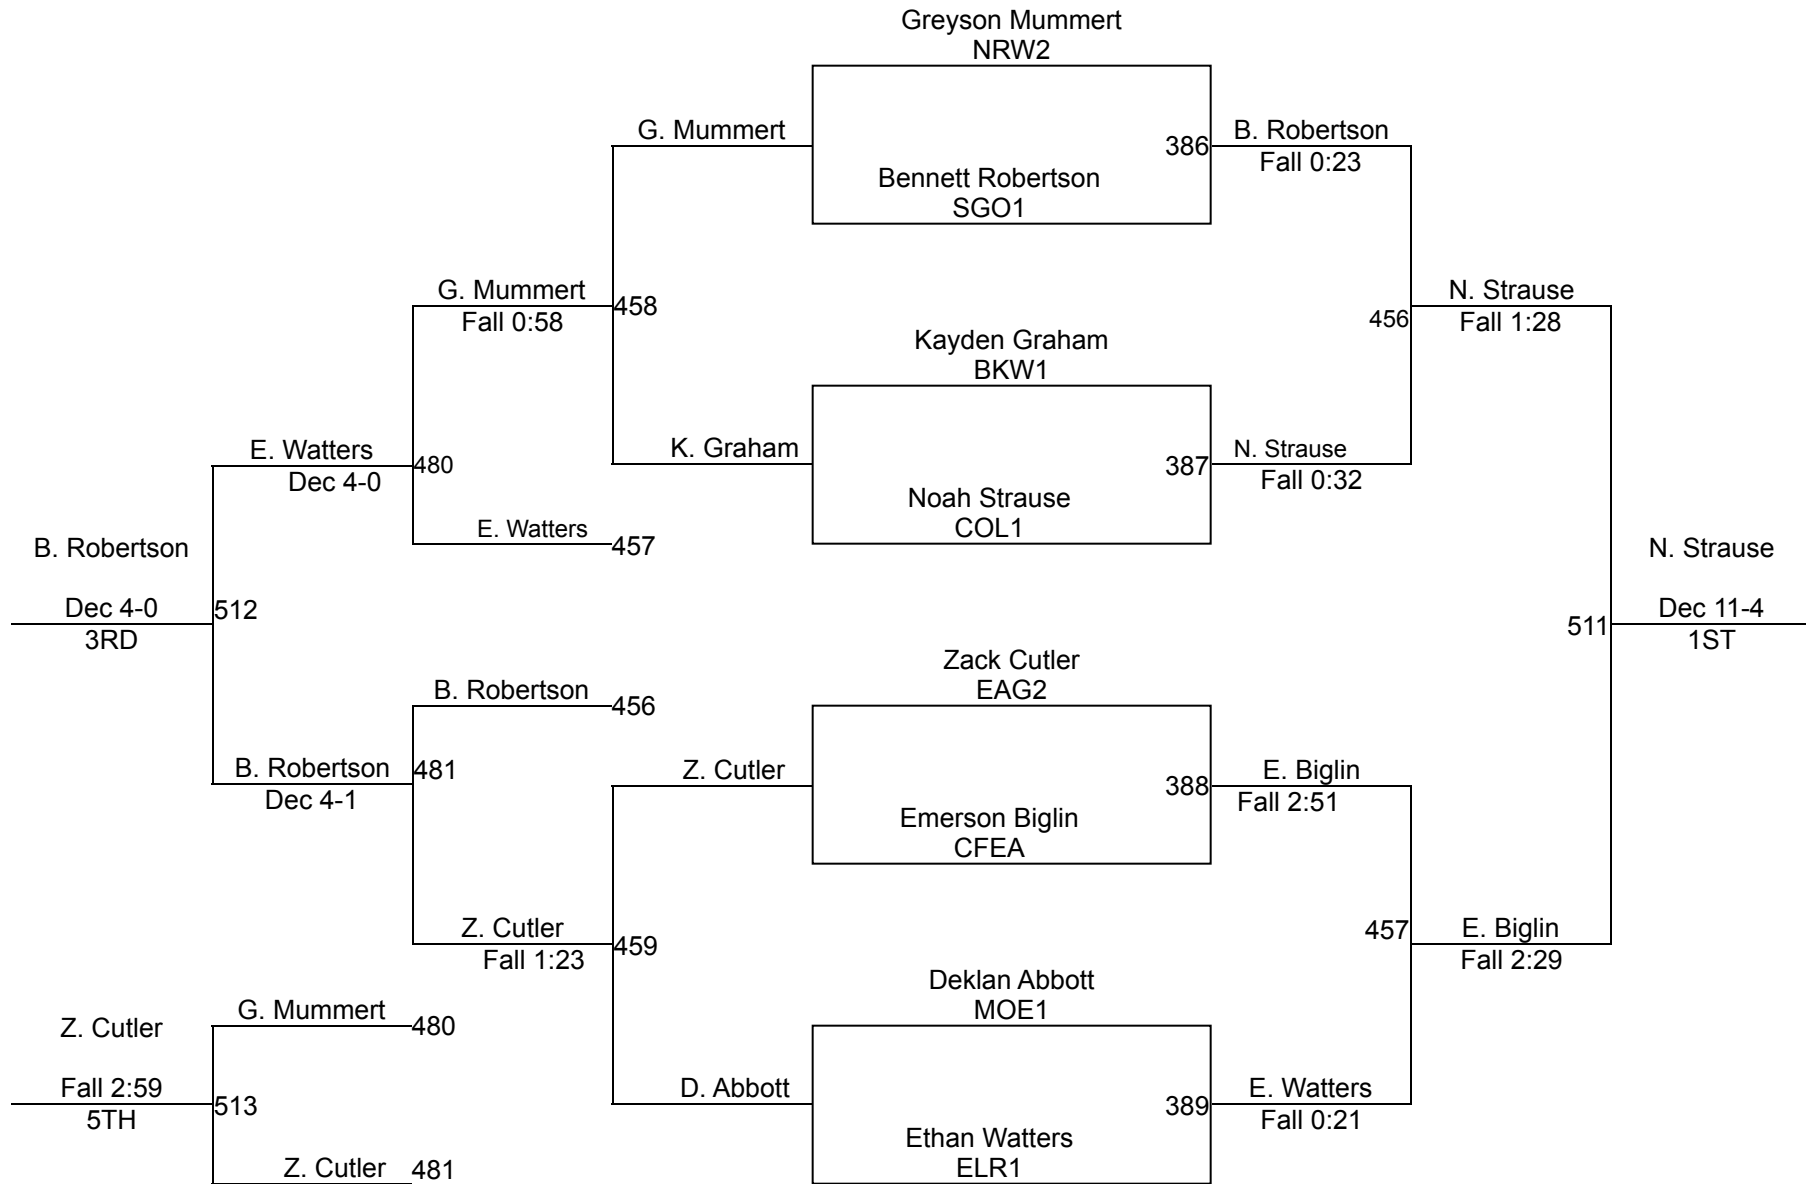 Greyson Mummert
NRW2
G. Mummert
386
B. Robertson
Fall 0:23
Bennett Robertson
SGO1
G. Mummert
Fall 0:58
458
456
N. Strause
Fall 1:28
Kayden Graham
BKW1
E. Watters
Dec 4-0
480
K. Graham
387
N. Strause
Fall 0:32
Noah Strause
COL1
E. Watters
457
B. Robertson
Dec 4-0
3RD
512
511
N. Strause
Dec 11-4
1ST
Zack Cutler
EAG2
B. Robertson
456
B. Robertson
Dec 4-1
481
Z. Cutler
388
E. Biglin
Fall 2:51
Emerson Biglin
CFEA
Z. Cutler
Fall 1:23
459
457
E. Biglin
Fall 2:29
Deklan Abbott
MOE1
G. Mummert
480
Z. Cutler
Fall 2:59
5TH
513
D. Abbott
389
E. Watters
Fall 0:21
Ethan Watters
ELR1
Z. Cutler
481